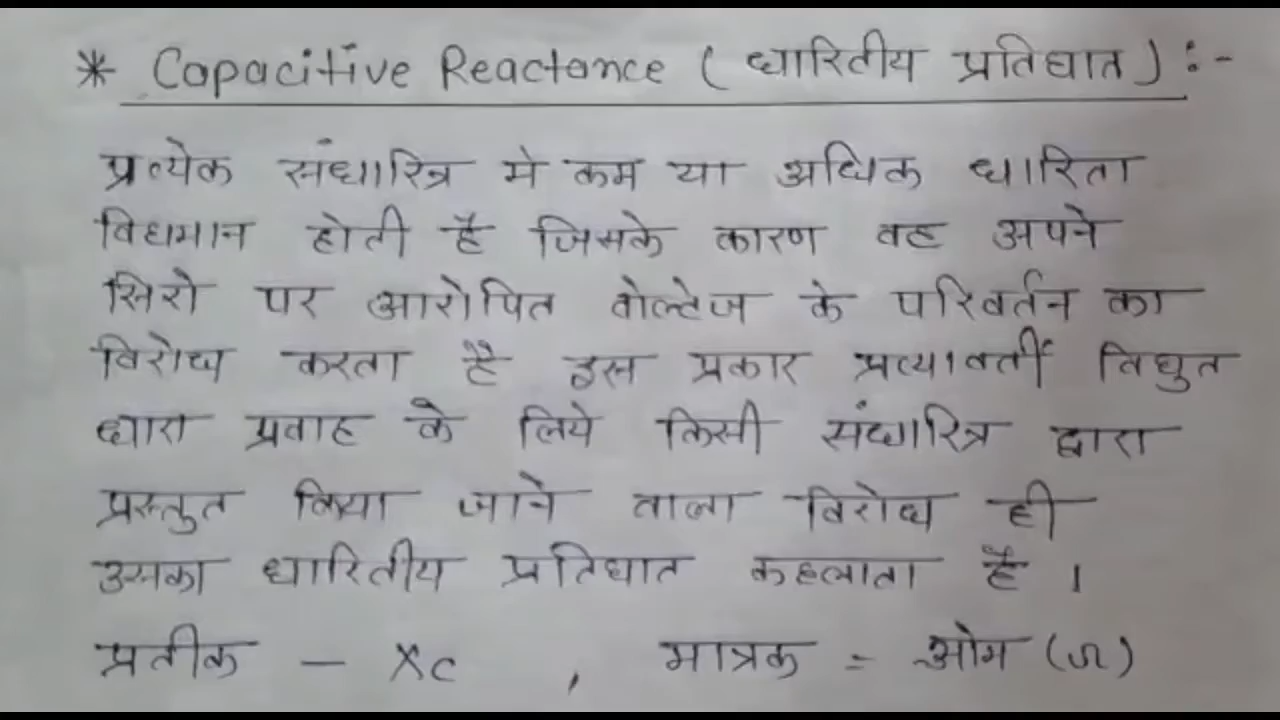 * Capacitive Reactance ( धारितीय प्रतिघात ) :-
प्रत्येक संधारित्र मे कम या अधिक धारिता
विद्यमान होती है जिसके कारण वह अपने
सिरो पर आरोपित वोल्टेज के परिवर्तन का
विरोध करता है इस प्रकार प्रत्यावर्ती विधुत
धारा प्रवाह के लिये किसी संधारित्र द्वारा
प्रस्तुत किया जाने वाला विरोध ही
उसका धारितीय प्रतिघात कहलाता है ।
प्रतीक - Xc , मात्रक = ओम (Ω)